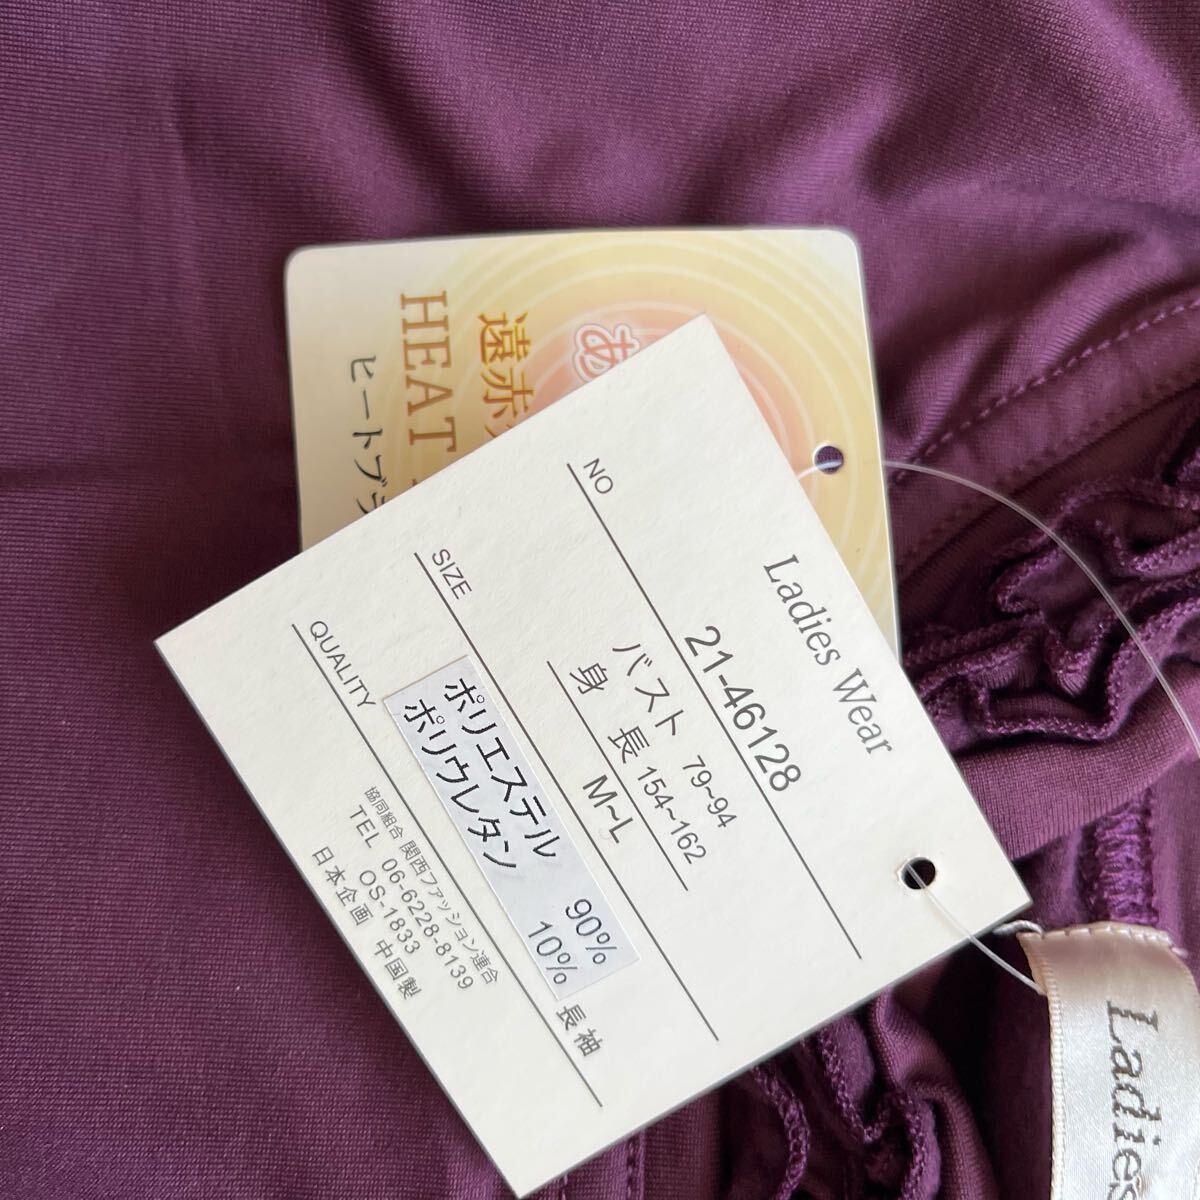 あ
遠赤
HEAT
ヒートブラ
Ladies Wear
NO 21-46128
バスト 79~94
身 長 154~162
SIZE M~L
QUALITY
ポリエステル 90%
ポリウレタン 10%
長袖
協同組合 関西ファッション連合
TEL 06-6228-8139
OS-1833
日本企画 中国製
Ladies